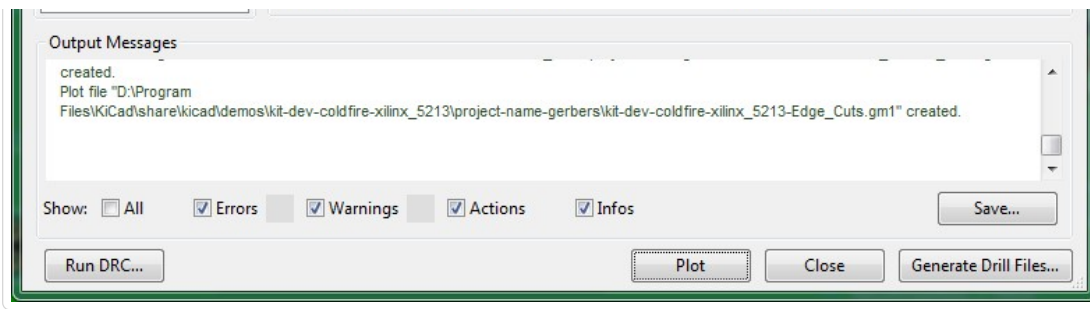 Output Messages
created.
Plot file "D:\Program
Files\KiCad\share\kicad\demos\kit-dev-coldfire-xilinx_5213\project-name-gerbers\kit-dev-coldfire-xilinx_5213-Edge_Cuts.gm1" created.
Show: All Errors Warnings Actions Infos Save...
Run DRC... Plot Close Generate Drill Files...